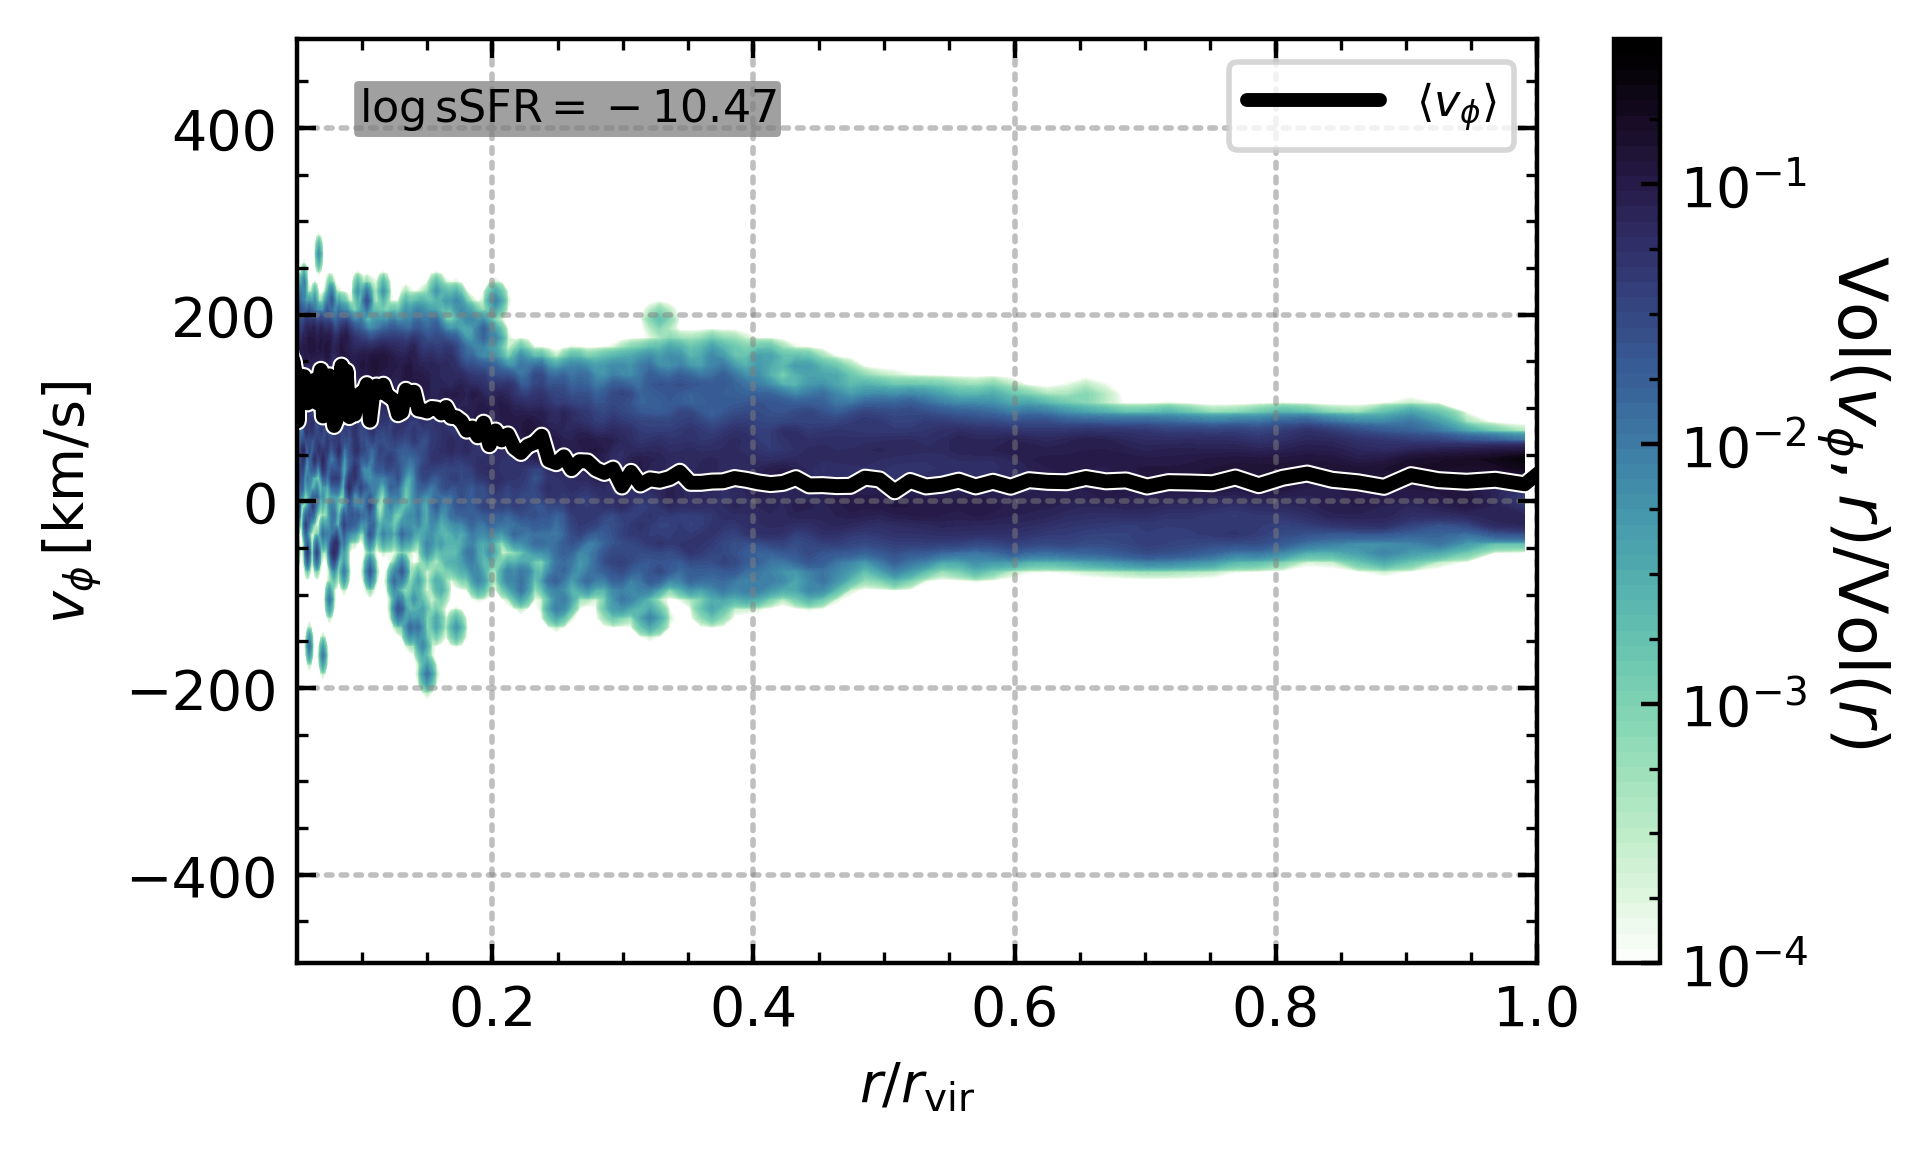 log sSFR = − 10.47
⟨v_ϕ⟩
400
200
0
−200
−400
v_ϕ [km/s]
0.2 0.4 0.6 0.8 1.0
r/r_vir
10⁻¹
10⁻²
10⁻³
10⁻⁴
Vol(v_ϕ, r)/Vol(r)